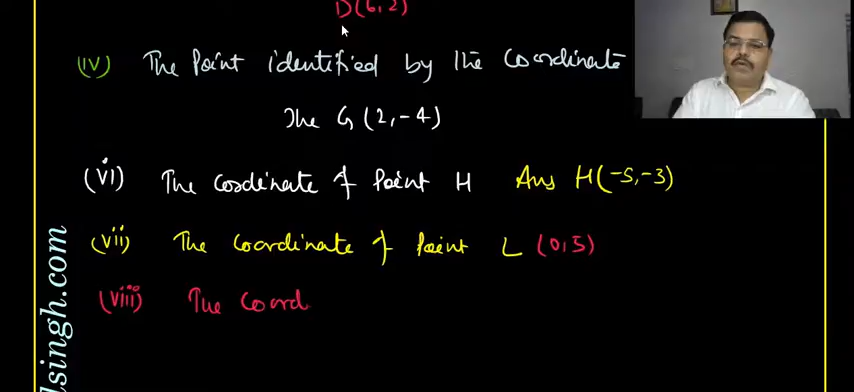 D(6,2)
(iv) The Point identified by the Coordinate
The G(2,-4)
(vi) The Coordinate of Point H Ans H(-5,-3)
(vii) The Coordinate of Point L (0,5)
(viii) The Coord
lsingh.com